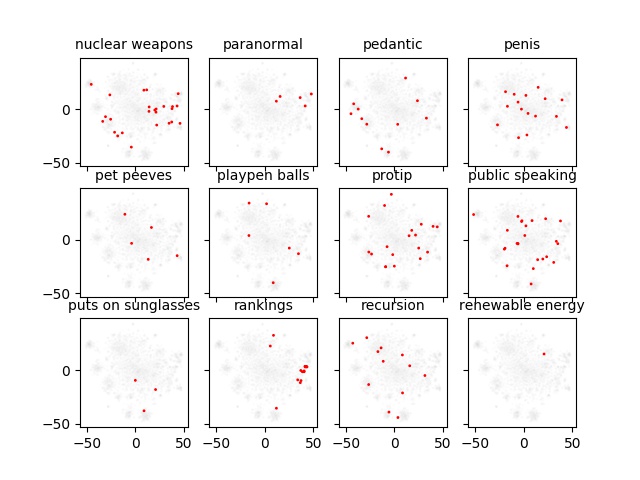 nuclear weapons paranormal pedantic penis
0
−50
pet peeves playpen balls protip public speaking
0
−50
puts on sunglasses rankings recursion renewable energy
0
−50
−50 0 50 −50 0 50 −50 0 50 −50 0 50